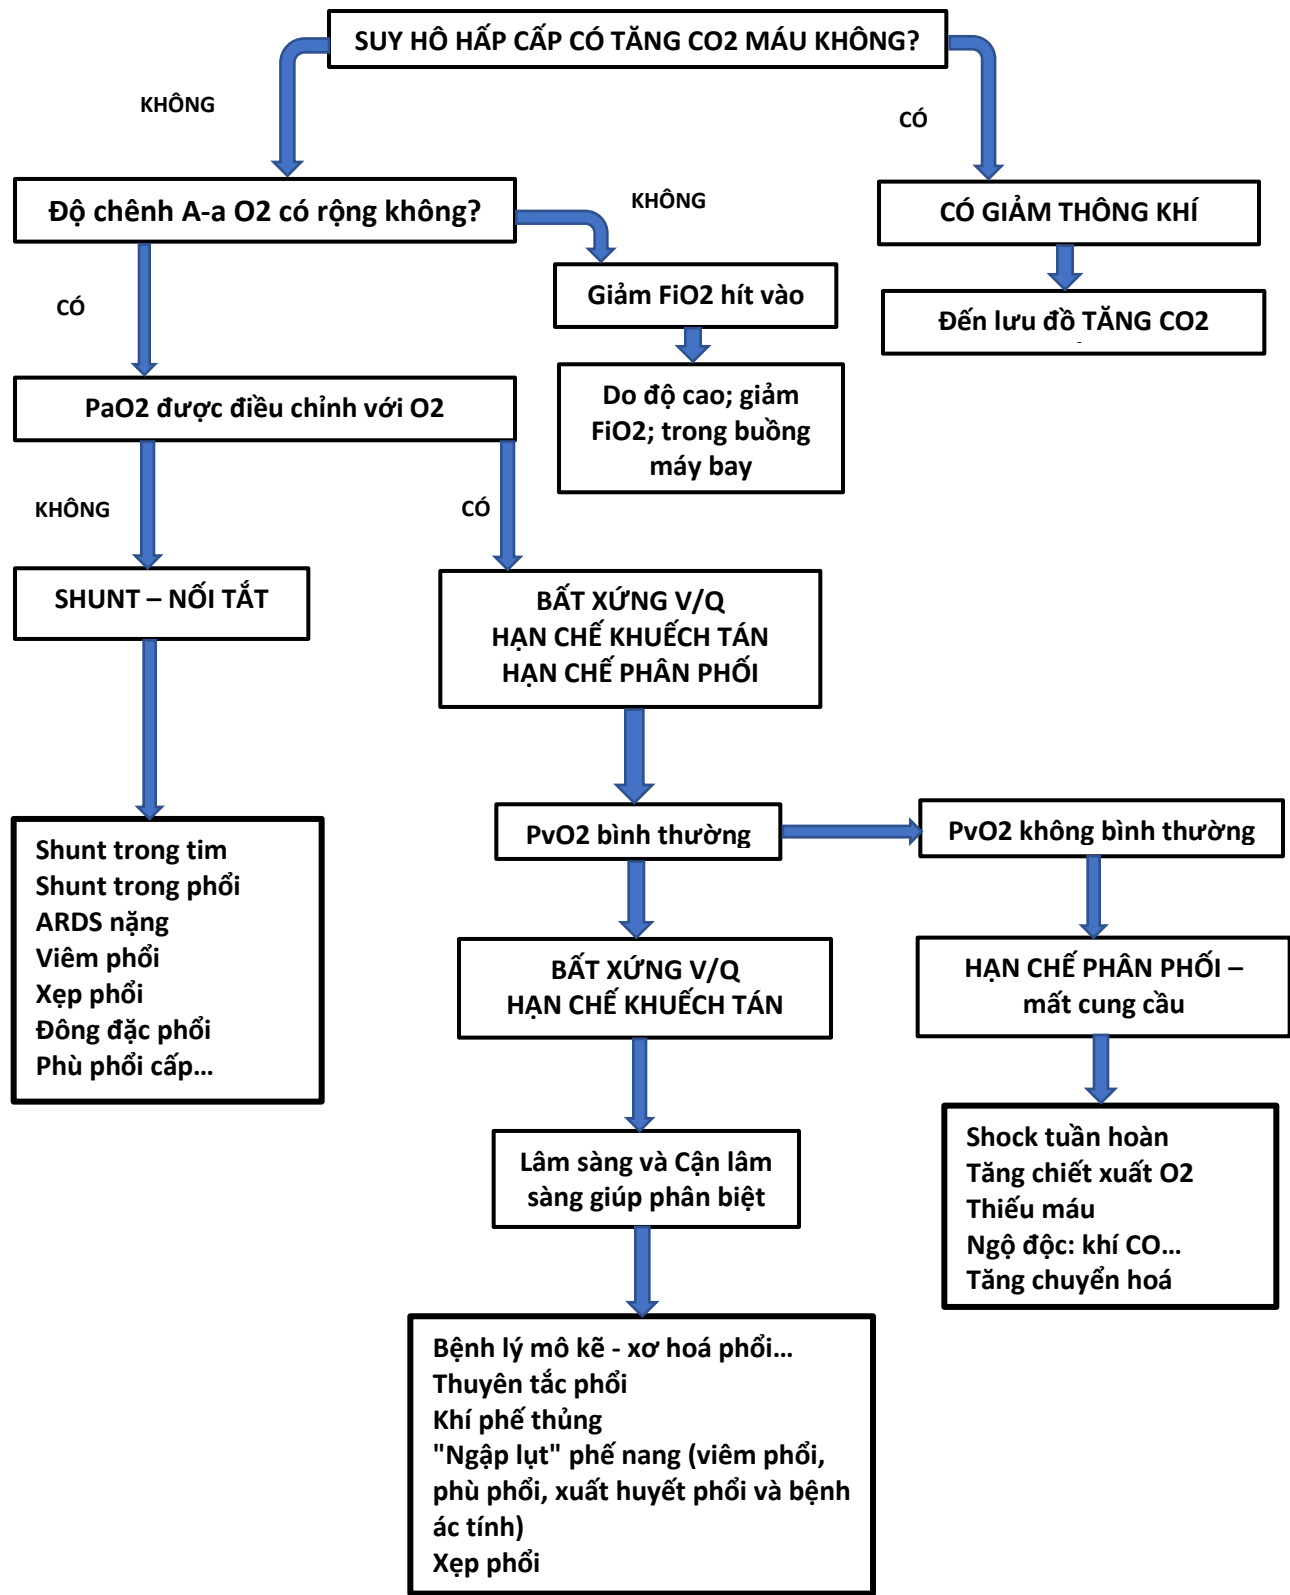 SUY HÔ HẤP CẤP CÓ TĂNG CO2 MÁU KHÔNG?
KHÔNG
CÓ
Độ chênh A-a O2 có rộng không?
KHÔNG
CÓ GIẢM THÔNG KHÍ
Giảm FiO2 hít vào
CÓ
Đến lưu đồ TĂNG CO2
PaO2 được điều chỉnh với O2
Do độ cao; giảm
FiO2; trong buồng
máy bay
KHÔNG
CÓ
SHUNT – NỐI TẮT
BẤT XỨNG V/Q
HẠN CHẾ KHUẾCH TÁN
HẠN CHẾ PHÂN PHỐI
PvO2 bình thường
PvO2 không bình thường
Shunt trong tim
Shunt trong phổi
ARDS nặng
Viêm phổi
Xẹp phổi
Đông đặc phổi
Phù phổi cấp…
BẤT XỨNG V/Q
HẠN CHẾ KHUẾCH TÁN
HẠN CHẾ PHÂN PHỐI –
mất cung cầu
Lâm sàng và Cận lâm
sàng giúp phân biệt
Shock tuần hoàn
Tăng chiết xuất O2
Thiếu máu
Ngộ độc: khí CO…
Tăng chuyển hoá
Bệnh lý mô kẽ - xơ hoá phổi…
Thuyên tắc phổi
Khí phế thủng
"Ngập lụt" phế nang (viêm phổi,
phù phổi, xuất huyết phổi và bệnh
ác tính)
Xẹp phổi